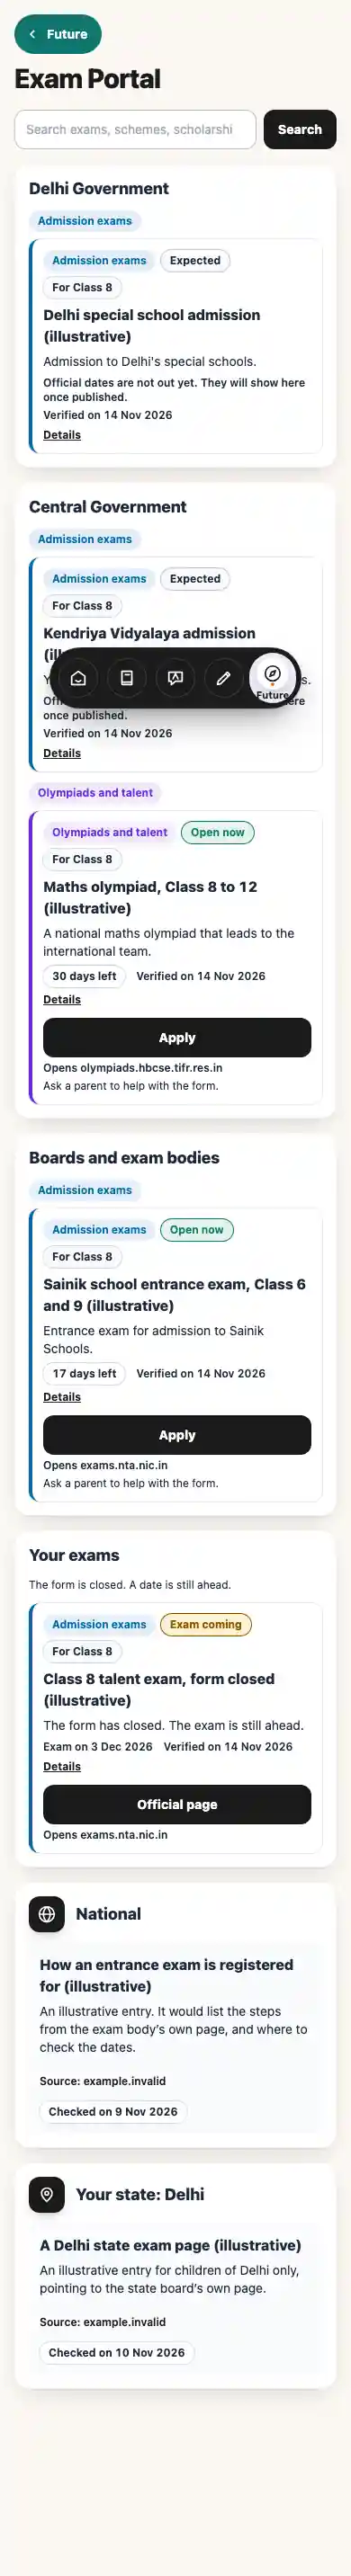 Future
Exam Portal
Search exams, schemes, scholarshi
Search
Delhi Government
Admission exams
Admission exams Expected
For Class 8
Delhi special school admission
(illustrative)
Admission to Delhi's special schools.
Official dates are not out yet. They will show here
once published.
Verified on 14 Nov 2026
Details
Central Government
Admission exams
Admission exams Expected
For Class 8
Kendriya Vidyalaya admission
Future
once published.
Verified on 14 Nov 2026
Details
Olympiads and talent
Olympiads and talent Open now
For Class 8
Maths olympiad, Class 8 to 12
(illustrative)
A national maths olympiad that leads to the
international team.
30 days left Verified on 14 Nov 2026
Details
Apply
Opens olympiads.hbcse.tifr.res.in
Ask a parent to help with the form.
Boards and exam bodies
Admission exams
Admission exams Open now
For Class 8
Sainik school entrance exam, Class 6
and 9 (illustrative)
Entrance exam for admission to Sainik
Schools.
17 days left Verified on 14 Nov 2026
Details
Apply
Opens exams.nta.nic.in
Ask a parent to help with the form.
Your exams
The form is closed. A date is still ahead.
Admission exams Exam coming
For Class 8
Class 8 talent exam, form closed
(illustrative)
The form has closed. The exam is still ahead.
Exam on 3 Dec 2026 Verified on 14 Nov 2026
Details
Official page
Opens exams.nta.nic.in
National
How an entrance exam is registered
for (illustrative)
An illustrative entry. It would list the steps
from the exam body's own page, and where to
check the dates.
Source: example.invalid
Checked on 9 Nov 2026
Your state: Delhi
A Delhi state exam page (illustrative)
An illustrative entry for children of Delhi only,
pointing to the state board's own page.
Source: example.invalid
Checked on 10 Nov 2026